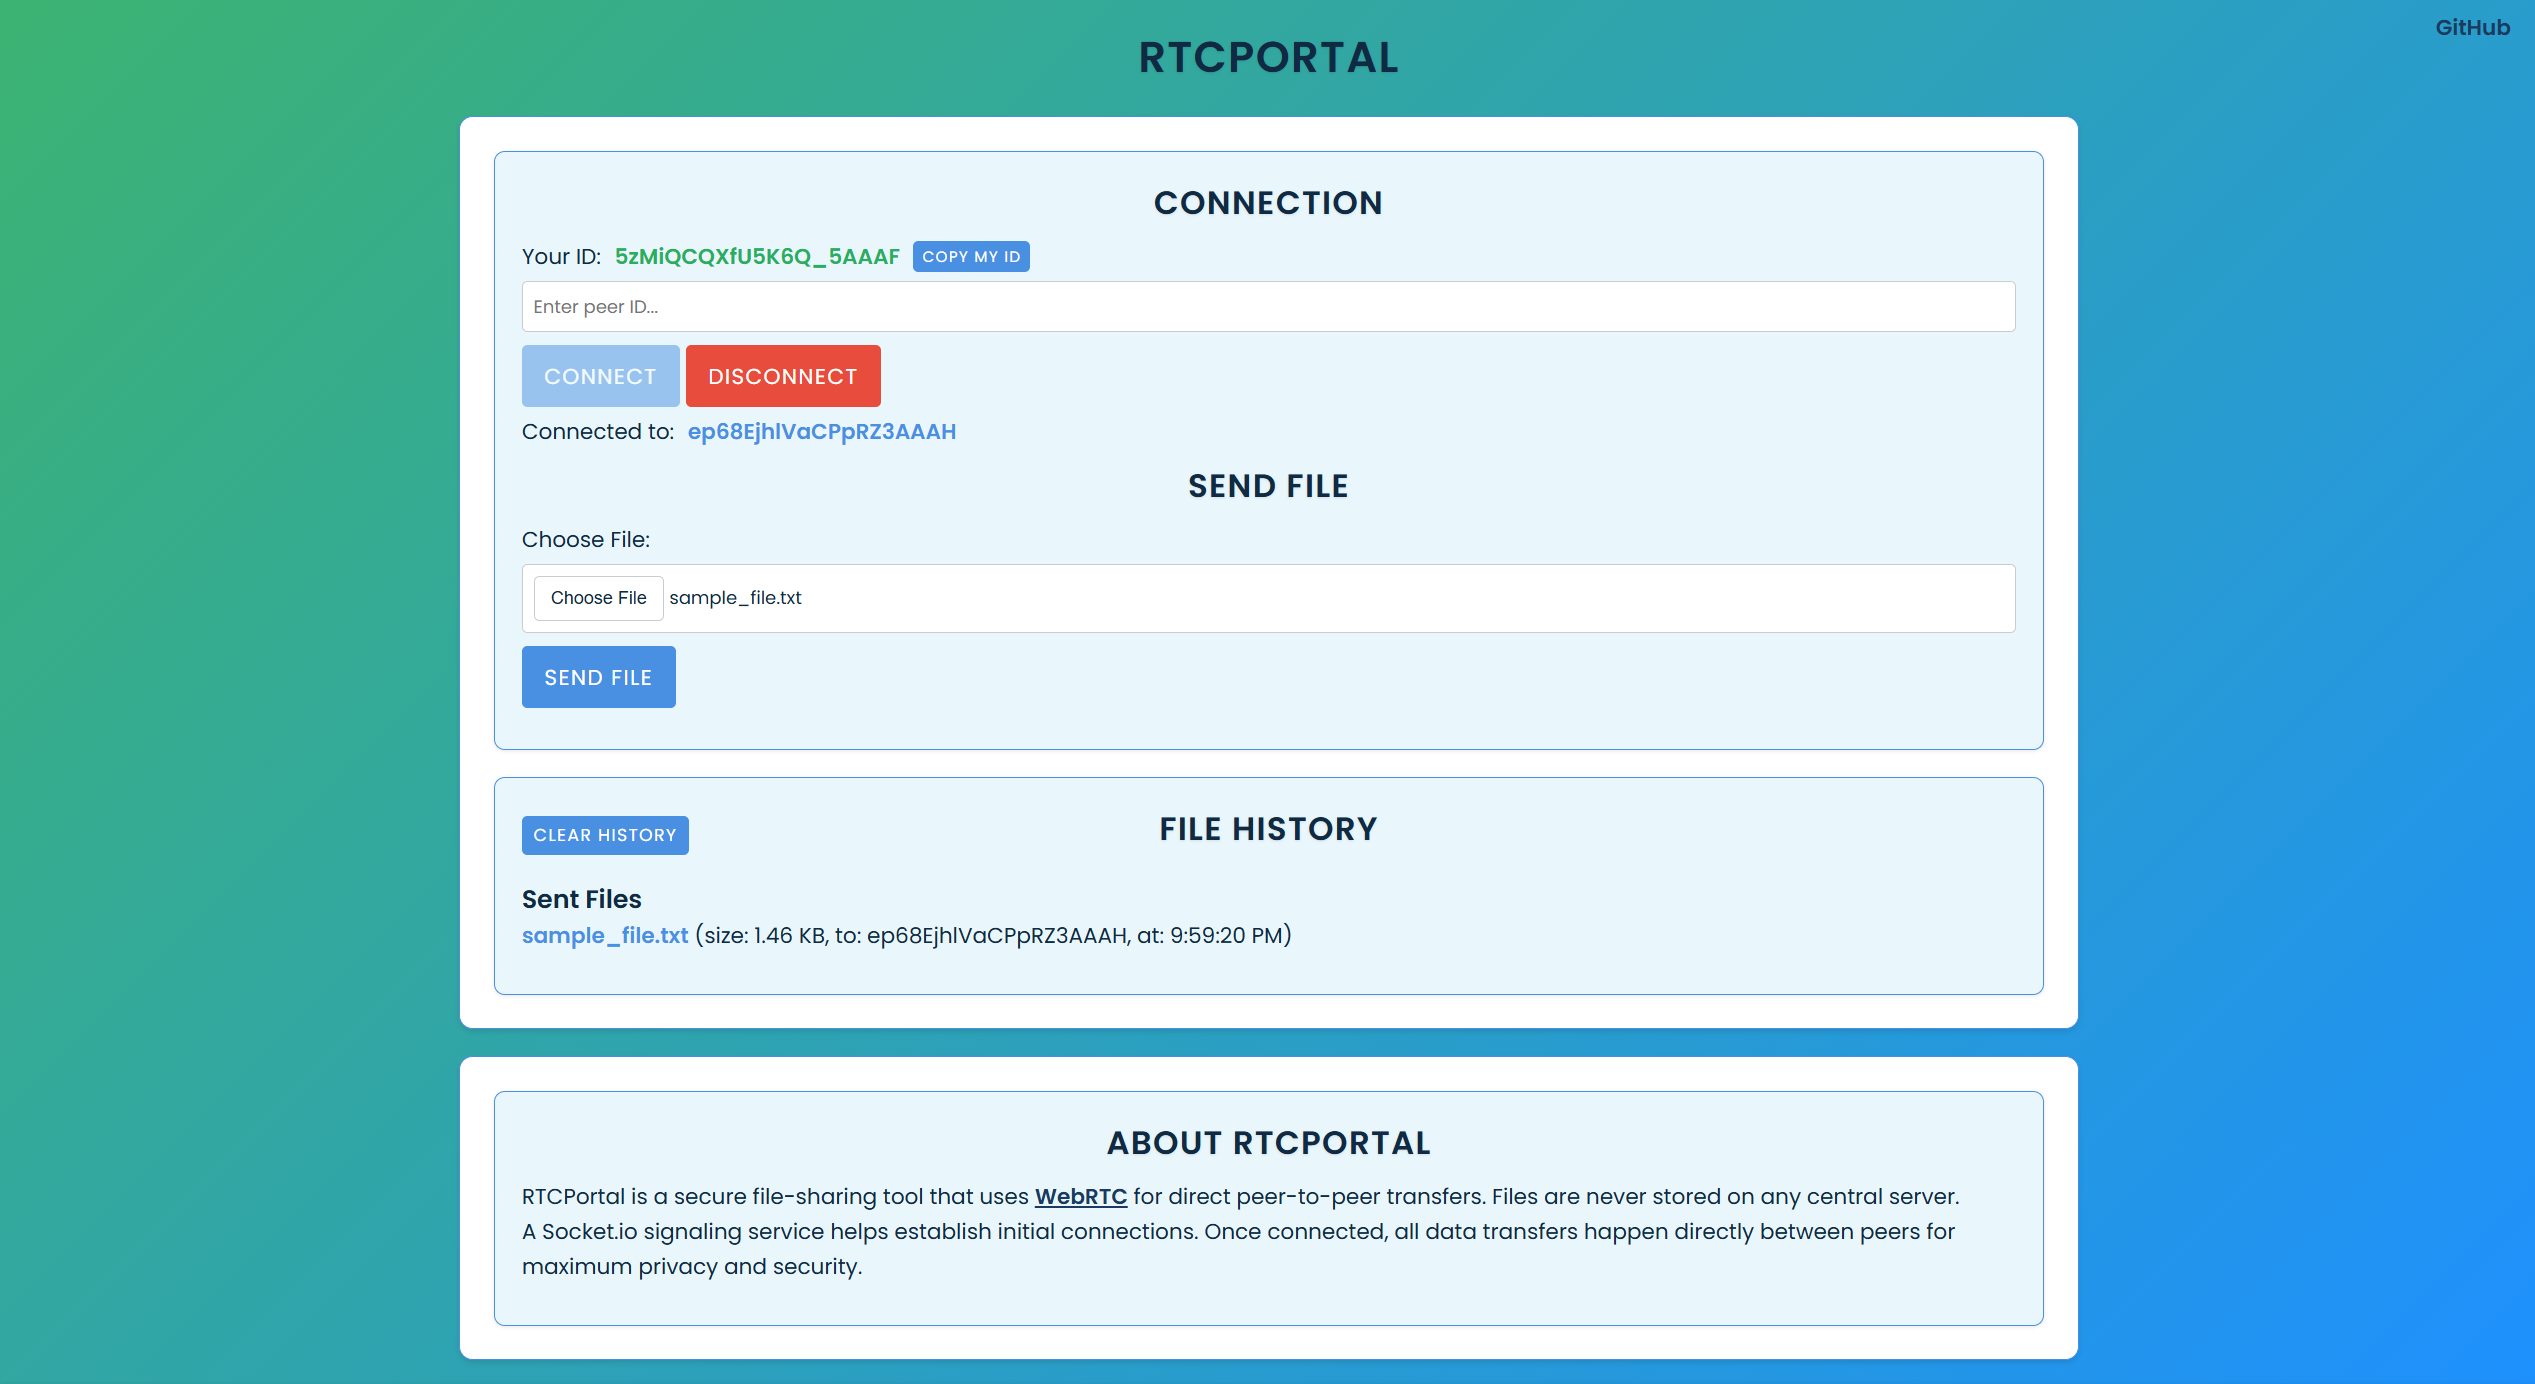 GitHub
RTCPORTAL
CONNECTION
Your ID: 5zMiQCQXfU5K6Q_5AAAF COPY MY ID
Enter peer ID...
CONNECT DISCONNECT
Connected to: ep68EjhlVaCPpRZ3AAAH
SEND FILE
Choose File:
Choose File sample_file.txt
SEND FILE
CLEAR HISTORY FILE HISTORY
Sent Files
sample_file.txt (size: 1.46 KB, to: ep68EjhlVaCPpRZ3AAAH, at: 9:59:20 PM)
ABOUT RTCPORTAL
RTCPortal is a secure file-sharing tool that uses WebRTC for direct peer-to-peer transfers. Files are never stored on any central server.
A Socket.io signaling service helps establish initial connections. Once connected, all data transfers happen directly between peers for
maximum privacy and security.